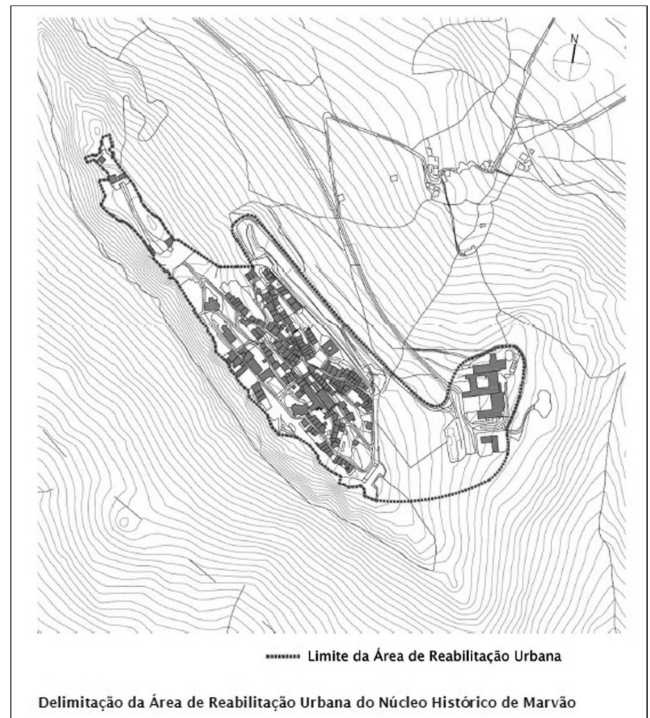 N
Limite da Área de Reabilitação Urbana
Delimitação da Área de Reabilitação Urbana do Núcleo Histórico de Marvão